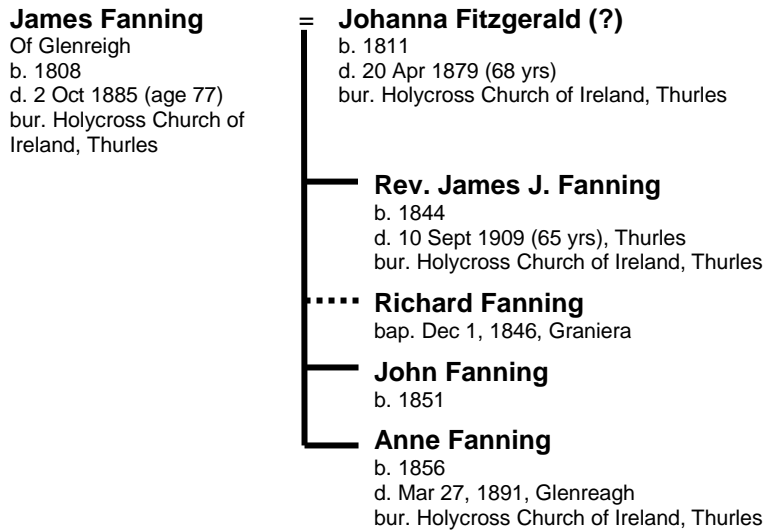 James Fanning
Of Glenreigh
b. 1808
d. 2 Oct 1885 (age 77)
bur. Holycross Church of
Ireland, Thurles
=
Johanna Fitzgerald (?)
b. 1811
d. 20 Apr 1879 (68 yrs)
bur. Holycross Church of Ireland, Thurles
Rev. James J. Fanning
b. 1844
d. 10 Sept 1909 (65 yrs), Thurles
bur. Holycross Church of Ireland, Thurles
Richard Fanning
bap. Dec 1, 1846, Graniera
John Fanning
b. 1851
Anne Fanning
b. 1856
d. Mar 27, 1891, Glenreagh
bur. Holycross Church of Ireland, Thurles